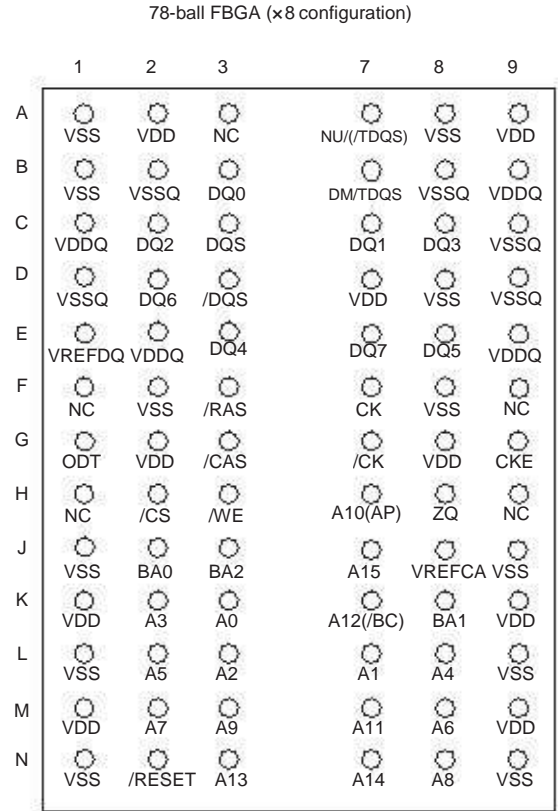 78-ball FBGA (×8 configuration)
1 2 3 7 8 9
A
VSS VDD NC NU/(/TDQS) VSS VDD
B
VSS VSSQ DQ0 DM/TDQS VSSQ VDDQ
C
VDDQ DQ2 DQS DQ1 DQ3 VSSQ
D
VSSQ DQ6 /DQS VDD VSS VSSQ
E
VREFDQ VDDQ DQ4 DQ7 DQ5 VDDQ
F
NC VSS /RAS CK VSS NC
G
ODT VDD /CAS /CK VDD CKE
H
NC /CS /WE A10(AP) ZQ NC
J
VSS BA0 BA2 A15 VREFCA VSS
K
VDD A3 A0 A12(/BC) BA1 VDD
L
VSS A5 A2 A1 A4 VSS
M
VDD A7 A9 A11 A6 VDD
N
VSS /RESET A13 A14 A8 VSS